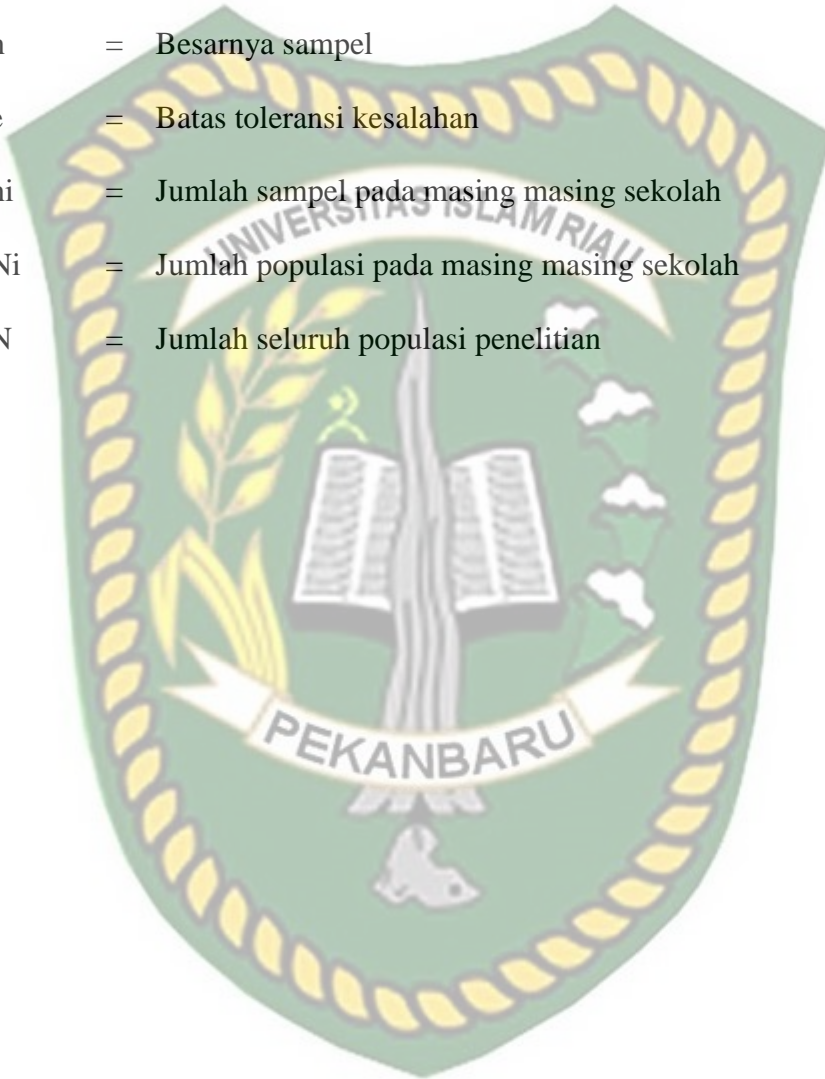 n = Besarnya sampel
e = Batas toleransi kesalahan
ni = Jumlah sampel pada masing masing sekolah
UNIVERSITAS ISLAM RIAU
Ni = Jumlah populasi pada masing masing sekolah
N = Jumlah seluruh populasi penelitian
PEKANBARU